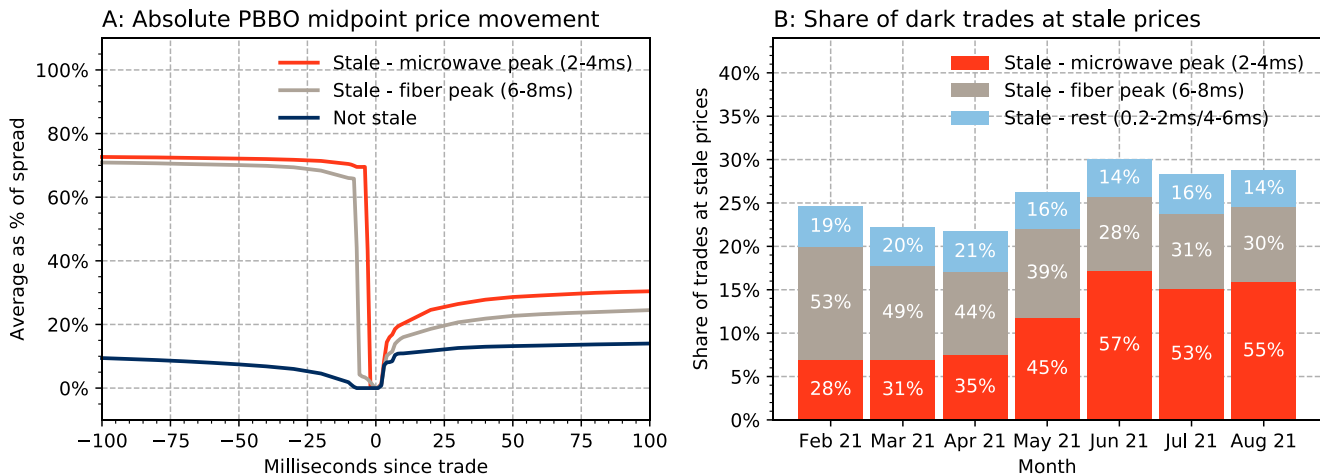 A: Absolute PBBO midpoint price movement
Average as % of spread
100%
80%
60%
40%
20%
0%
Stale - microwave peak (2-4ms)
Stale - fiber peak (6-8ms)
Not stale
−100 −75 −50 −25 0 25 50 75 100
Milliseconds since trade
B: Share of dark trades at stale prices
Share of trades at stale prices
40%
35%
30%
25%
20%
15%
10%
5%
0%
Stale - microwave peak (2-4ms)
Stale - fiber peak (6-8ms)
Stale - rest (0.2-2ms/4-6ms)
19% 20% 21% 16% 14% 16% 14%
53% 49% 44% 39% 28% 31% 30%
28% 31% 35% 45% 57% 53% 55%
Feb 21 Mar 21 Apr 21 May 21 Jun 21 Jul 21 Aug 21
Month